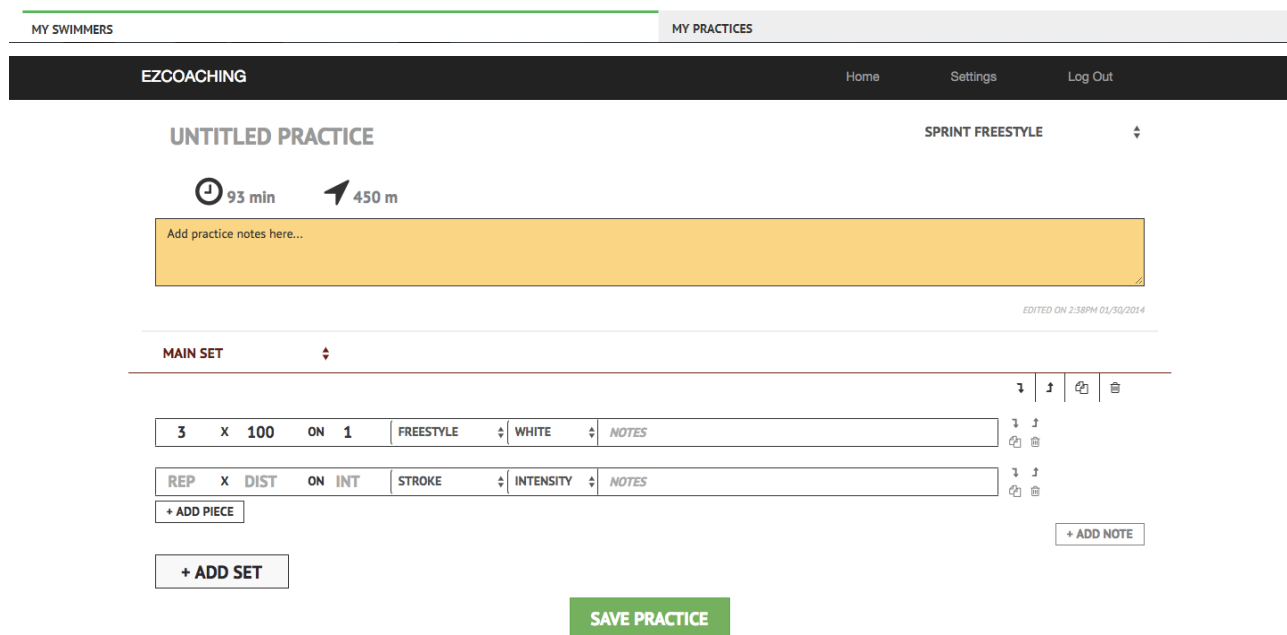 MY SWIMMERS MY PRACTICES
EZCOACHING Home Settings Log Out
UNTITLED PRACTICE SPRINT FREESTYLE
93 min 450 m
Add practice notes here...
EDITED ON 2:38PM 01/30/2014
MAIN SET
3 X 100 ON 1 FREESTYLE WHITE NOTES
REP X DIST ON INT STROKE INTENSITY NOTES
+ ADD PIECE
+ ADD NOTE
+ ADD SET
SAVE PRACTICE